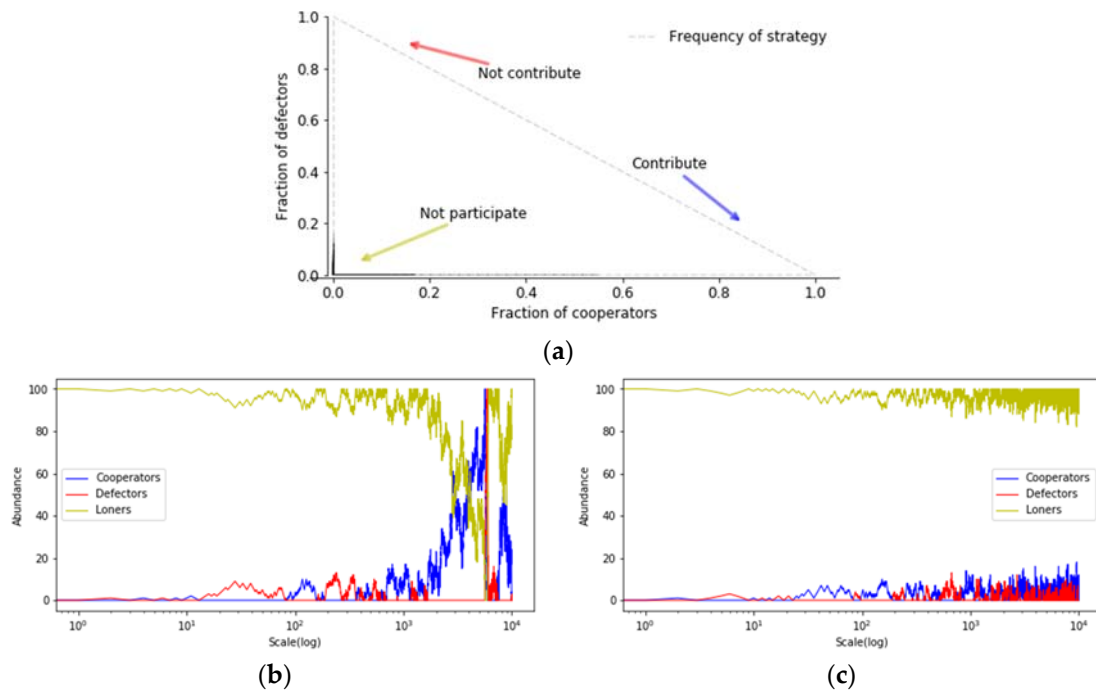 1.0
0.8
0.6
0.4
0.2
0.0
Fraction of defectors
Frequency of strategy
Not contribute
Contribute
Not participate
0.0 0.2 0.4 0.6 0.8 1.0
Fraction of cooperators
(a)
100
80
60
40
20
0
Abundance
Cooperators
Defectors
Loners
10⁰ 10¹ 10² 10³ 10⁴
Scale(log)
(b)
100
80
60
40
20
0
Abundance
Cooperators
Defectors
Loners
10⁰ 10¹ 10² 10³ 10⁴
Scale(log)
(c)